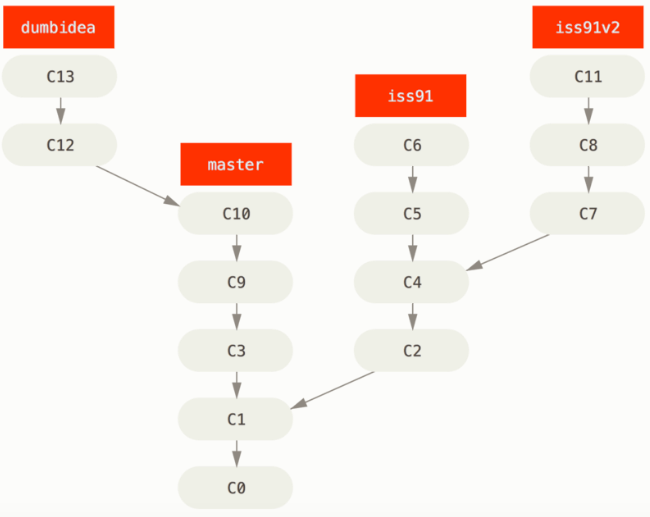 dumbidea
iss91v2
C13
C11
iss91
C12
C6
C8
master
C10
C5
C7
C9
C4
C3
C2
C1
C0